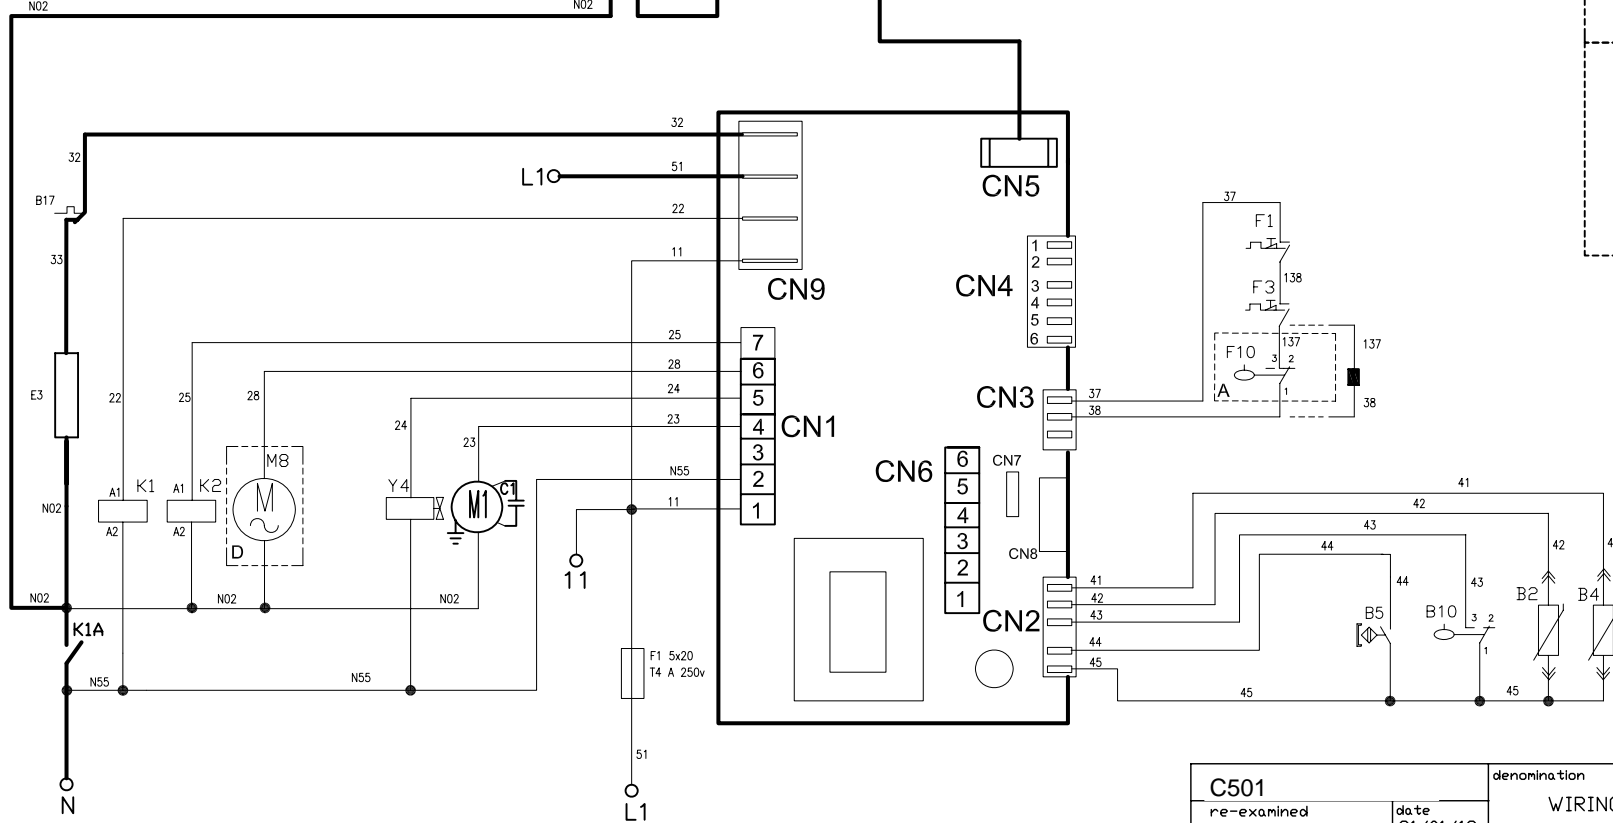 N02
N02
32
32
51
L1
CN5
B17
22
37
F1
11
1
2
3
4
5
6
CN4
CN9
33
138
F3
25
7
137
137
F10
3 2
1
A
28
6
24
5
E3
22
25
28
CN3
37
38
38
24
23
4
CN1
23
3
M8
N55
2
CN6
6
5
4
3
2
1
CN7
41
A1
K1
A1
K2
M
Y4
M1
C1
11
1
42
N02
A2
A2
D
43
44
CN8
42
11
41
44
43
B2
B4
N02
N02
N02
42
43
B5
B10
3 2
1
K1A
CN2
44
F1 5x20
T4 A 250v
45
N55
N55
45
45
51
N
L1
C501
denomination
re-examined
date